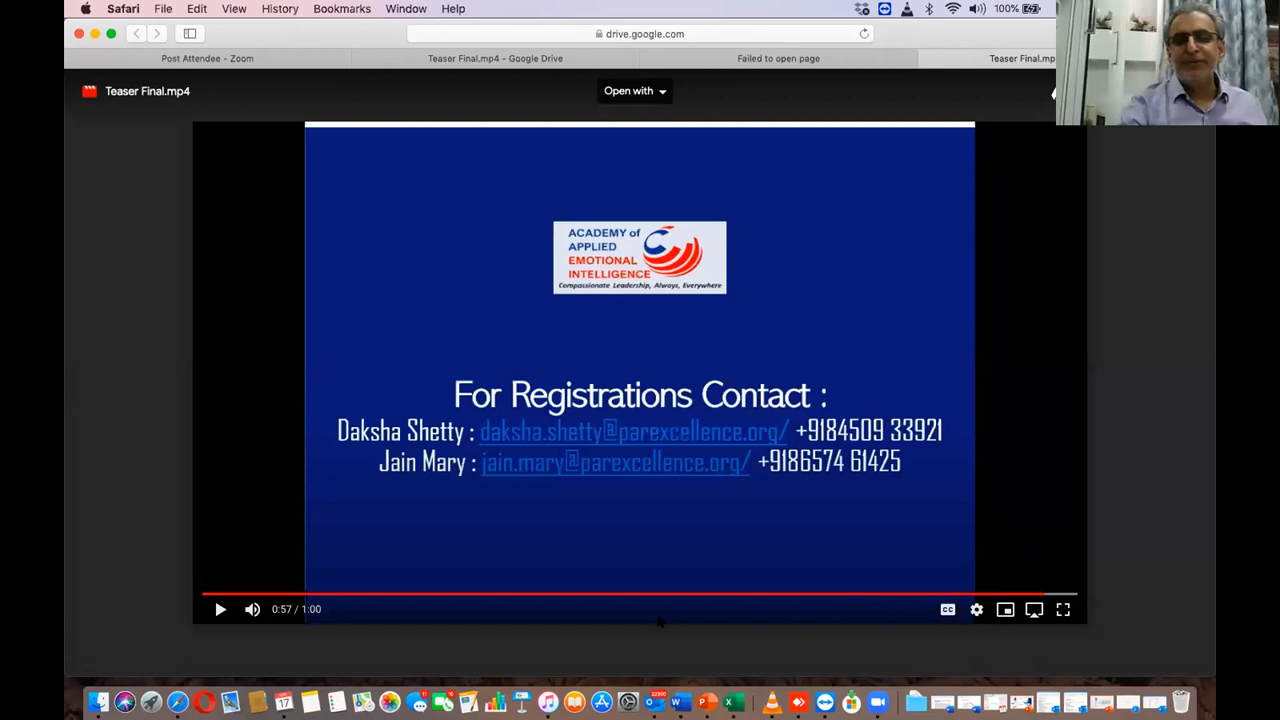 Safari File Edit View History Bookmarks Window Help 100%
drive.google.com
Post Attendee - Zoom Teaser Final.mp4 - Google Drive Failed to open page Teaser Final.mp
Teaser Final.mp4 Open with
ACADEMY of
APPLIED
EMOTIONAL
INTELLIGENCE
Compassionate Leadership, Always, Everywhere
For Registrations Contact :
Daksha Shetty : daksha.shetty@parexcellence.org/ +9184509 33921
Jain Mary : jain.mary@parexcellence.org/ +9186574 61425
0:57 / 1:00 CC
17